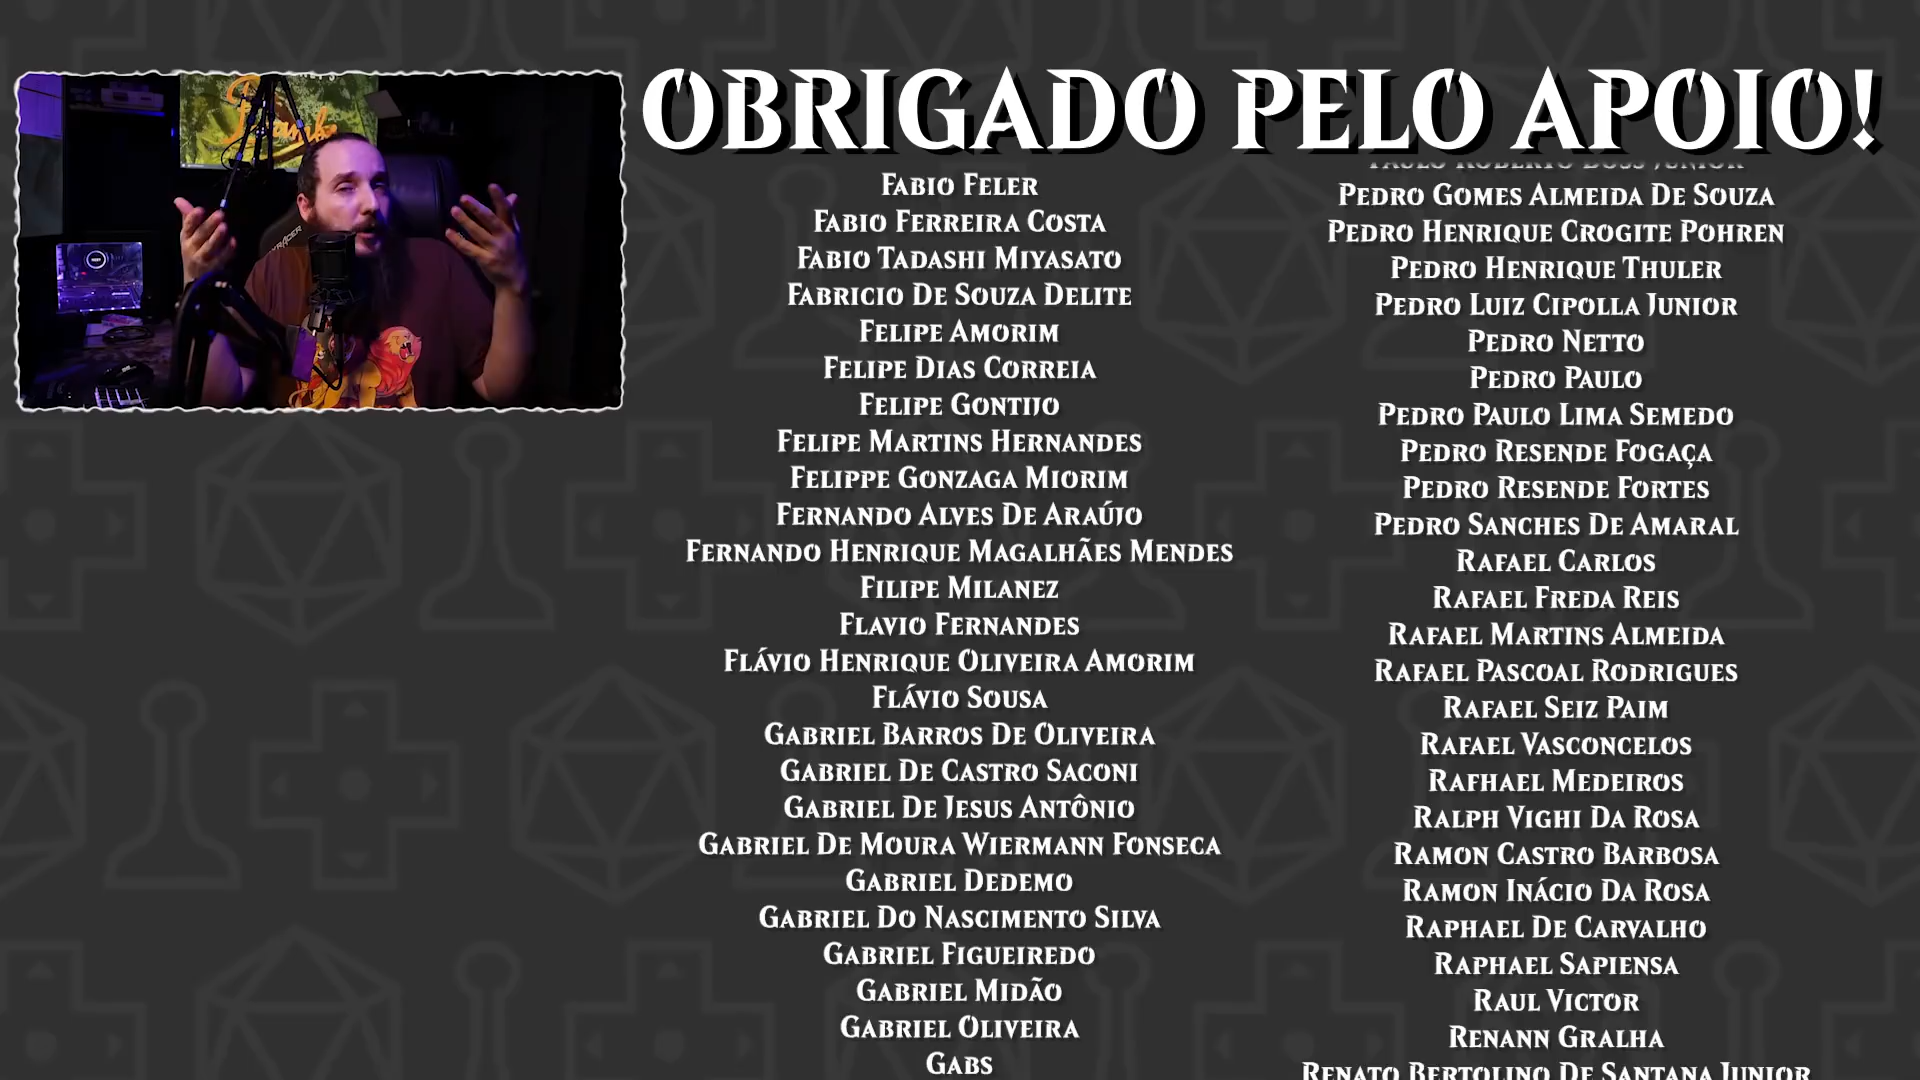 OBRIGADO PELO APOIO!
FABIO FELER
FABIO FERREIRA COSTA
FABIO TADASHI MIYASATO
FABRICIO DE SOUZA DELITE
FELIPE AMORIM
FELIPE DIAS CORREIA
FELIPE GONTIJO
FELIPE MARTINS HERNANDES
FELIPPE GONZAGA MIORIM
FERNANDO ALVES DE ARAÚJO
FERNANDO HENRIQUE MAGALHÃES MENDES
FILIPE MILANEZ
FLAVIO FERNANDES
FLÁVIO HENRIQUE OLIVEIRA AMORIM
FLÁVIO SOUSA
GABRIEL BARROS DE OLIVEIRA
GABRIEL DE CASTRO SACONI
GABRIEL DE JESUS ANTÔNIO
GABRIEL DE MOURA WIERMANN FONSECA
GABRIEL DEDEMO
GABRIEL DO NASCIMENTO SILVA
GABRIEL FIGUEIREDO
GABRIEL MIDÃO
GABRIEL OLIVEIRA
GABS
PAULO ROBERTO JUNIOR
PEDRO GOMES ALMEIDA DE SOUZA
PEDRO HENRIQUE CROGITE POHREN
PEDRO HENRIQUE THULER
PEDRO LUIZ CIPOLLA JUNIOR
PEDRO NETTO
PEDRO PAULO
PEDRO PAULO LIMA SEMEDO
PEDRO RESENDE FOGAÇA
PEDRO RESENDE FORTES
PEDRO SANCHES DE AMARAL
RAFAEL CARLOS
RAFAEL FREDA REIS
RAFAEL MARTINS ALMEIDA
RAFAEL PASCOAL RODRIGUES
RAFAEL SEIZ PAIM
RAFAEL VASCONCELOS
RAFHAEL MEDEIROS
RALPH VIGHI DA ROSA
RAMON CASTRO BARBOSA
RAMON INÁCIO DA ROSA
RAPHAEL DE CARVALHO
RAPHAEL SAPIENSA
RAUL VICTOR
RENANN GRALHA
RENATO BERTOLINO DE SANTANA JUNIOR